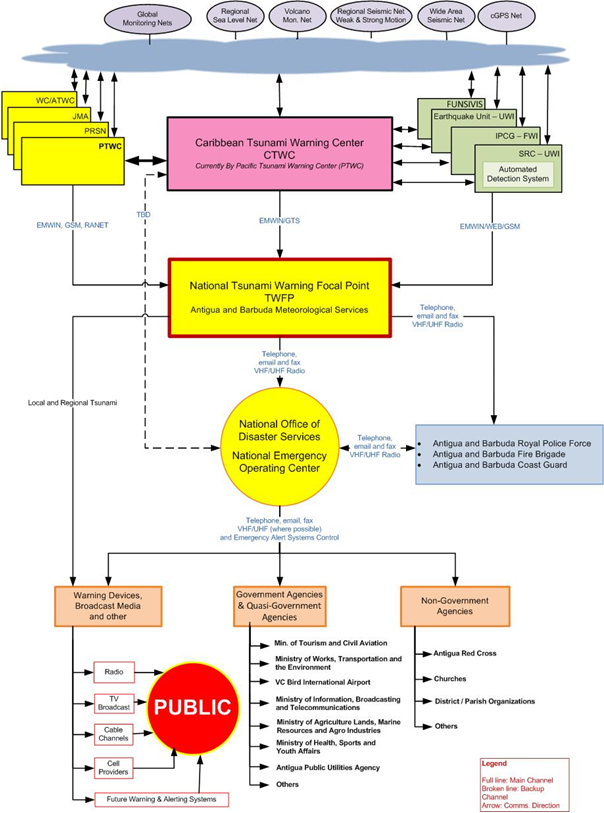 Global
Monitoring Nets
Regional
Sea Level Net
Volcano
Mon. Net
Regional Seismic Net
Weak & Strong Motion
Wide Area
Seismic Net
cGPS Net
WC/ATWC
JMA
PRSN
PTWC
Caribbean Tsunami Warning Center
CTWC
Currently By Pacific Tsunami Warning Center (PTWC)
FUNSIVIS
Earthquake Unit – UWI
IPCG – FWI
SRC – UWI
Automated
Detection System
TBD
EMWIN, GSM, RANET
EMWIN/GTS
EMWIN/WEB/GSM
National Tsunami Warning Focal Point
TWFP
Antigua and Barbuda Meteorological Services
Telephone,
email and fax
VHF/UHF Radio
Telephone,
email and fax
VHF/UHF Radio
Local and Regional Tsunami
National Office of
Disaster Services
National Emergency
Operating Center
Telephone,
email and fax
VHF/UHF Radio
• Antigua and Barbuda Royal Police Force
• Antigua and Barbuda Fire Brigade
• Antigua and Barbuda Coast Guard
Telephone, email, fax
VHF/UHF (where possible)
and Emergency Alert Systems Control
Warning Devices,
Broadcast Media
and other
Government Agencies
& Quasi-Government
Agencies
Non-Government
Agencies
Radio
TV
Broadcast
Cable
Channels
Cell
Providers
Future Warning & Alerting Systems
PUBLIC
Min. of Tourism and Civil Aviation
Ministry of Works, Transportation and
the Environment
VC Bird International Airport
Ministry of Information, Broadcasting
and Telecommunications
Ministry of Agriculture Lands, Marine
Resources and Agro Industries
Ministry of Health, Sports and
Youth Affairs
Antigua Public Utilities Agency
Others
Antigua Red Cross
Churches
District / Parish Organizations
Others
Legend
Full line: Main Channel
Broken line: Backup
Channel
Arrow: Comms. Direction